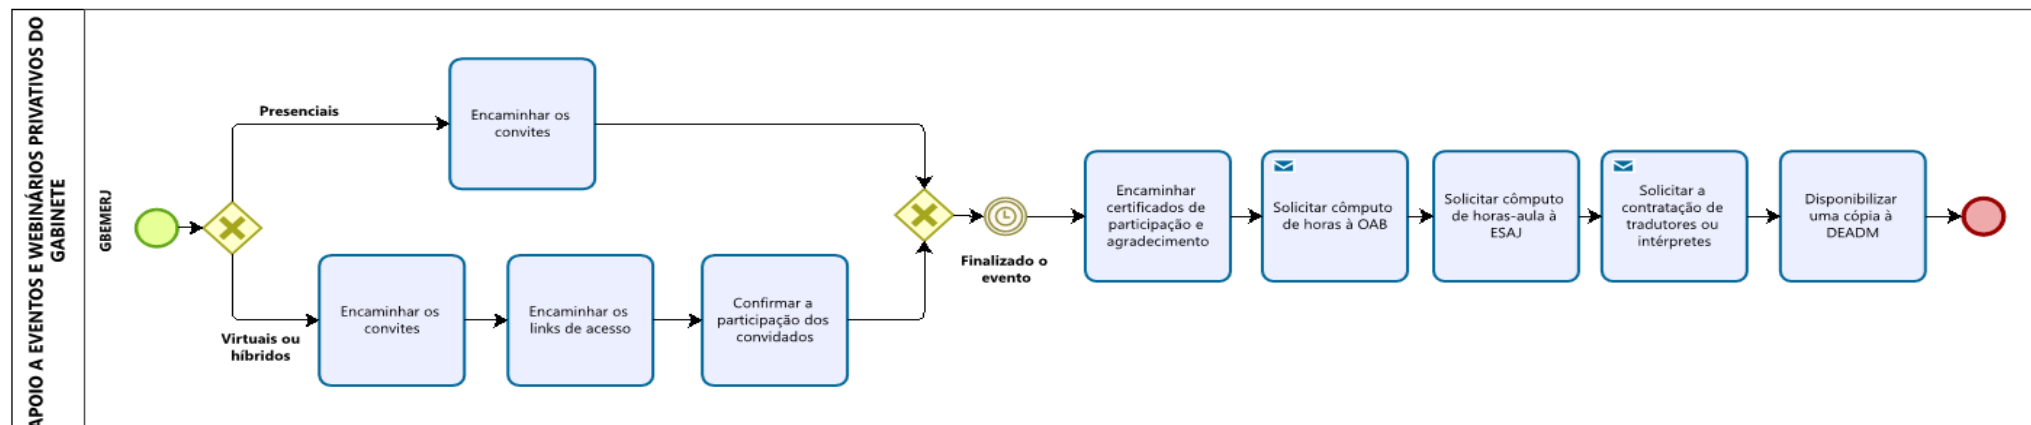 APOIO A EVENTOS E WEBINÁRIOS PRIVATIVOS DO
GABINETE
GBEMERJ
Presenciais
Encaminhar os
convites
Virtuais ou
híbridos
Encaminhar os
convites
Encaminhar os
links de acesso
Confirmar a
participação dos
convidados
Finalizado o
evento
Encaminhar
certificados de
participação e
agradecimento
Solicitar cômputo
de horas à OAB
Solicitar cômputo
de horas-aula à
ESAJ
Solicitar a
contratação de
tradutores ou
intérpretes
Disponibilizar
uma cópia à
DEADM